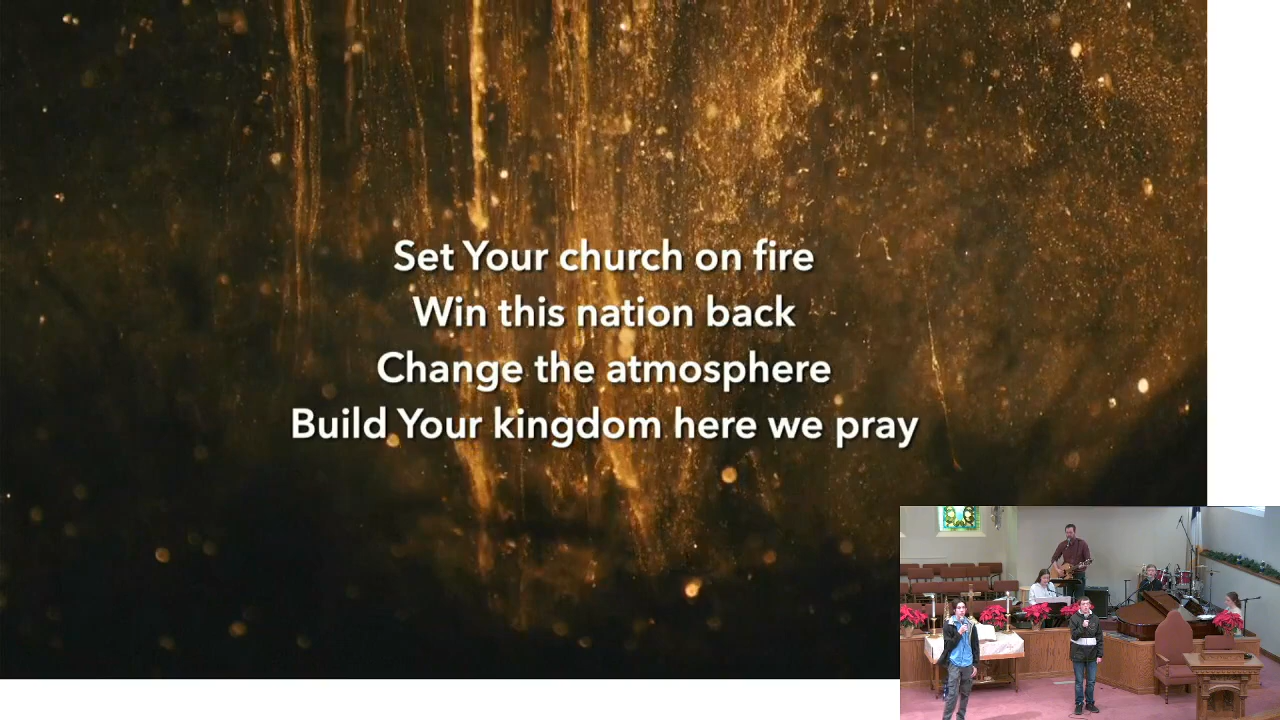 Set Your church on fire
Win this nation back
Change the atmosphere
Build Your kingdom here we pray